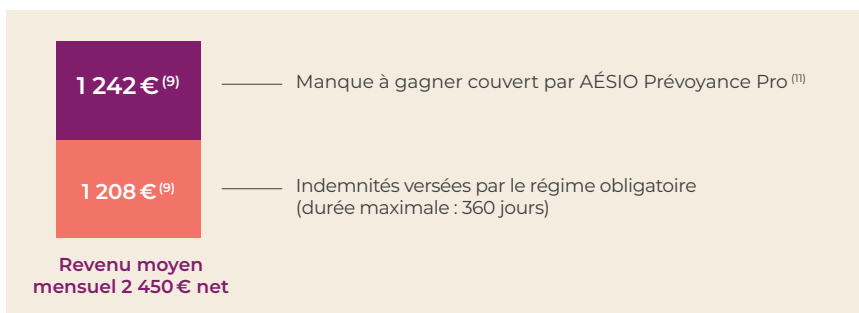 1 242 € (9)
Manque à gagner couvert par AÉSIO Prévoyance Pro (11)
1 208 € (9)
Indemnités versées par le régime obligatoire
(durée maximale : 360 jours)
Revenu moyen
mensuel 2 450 € net